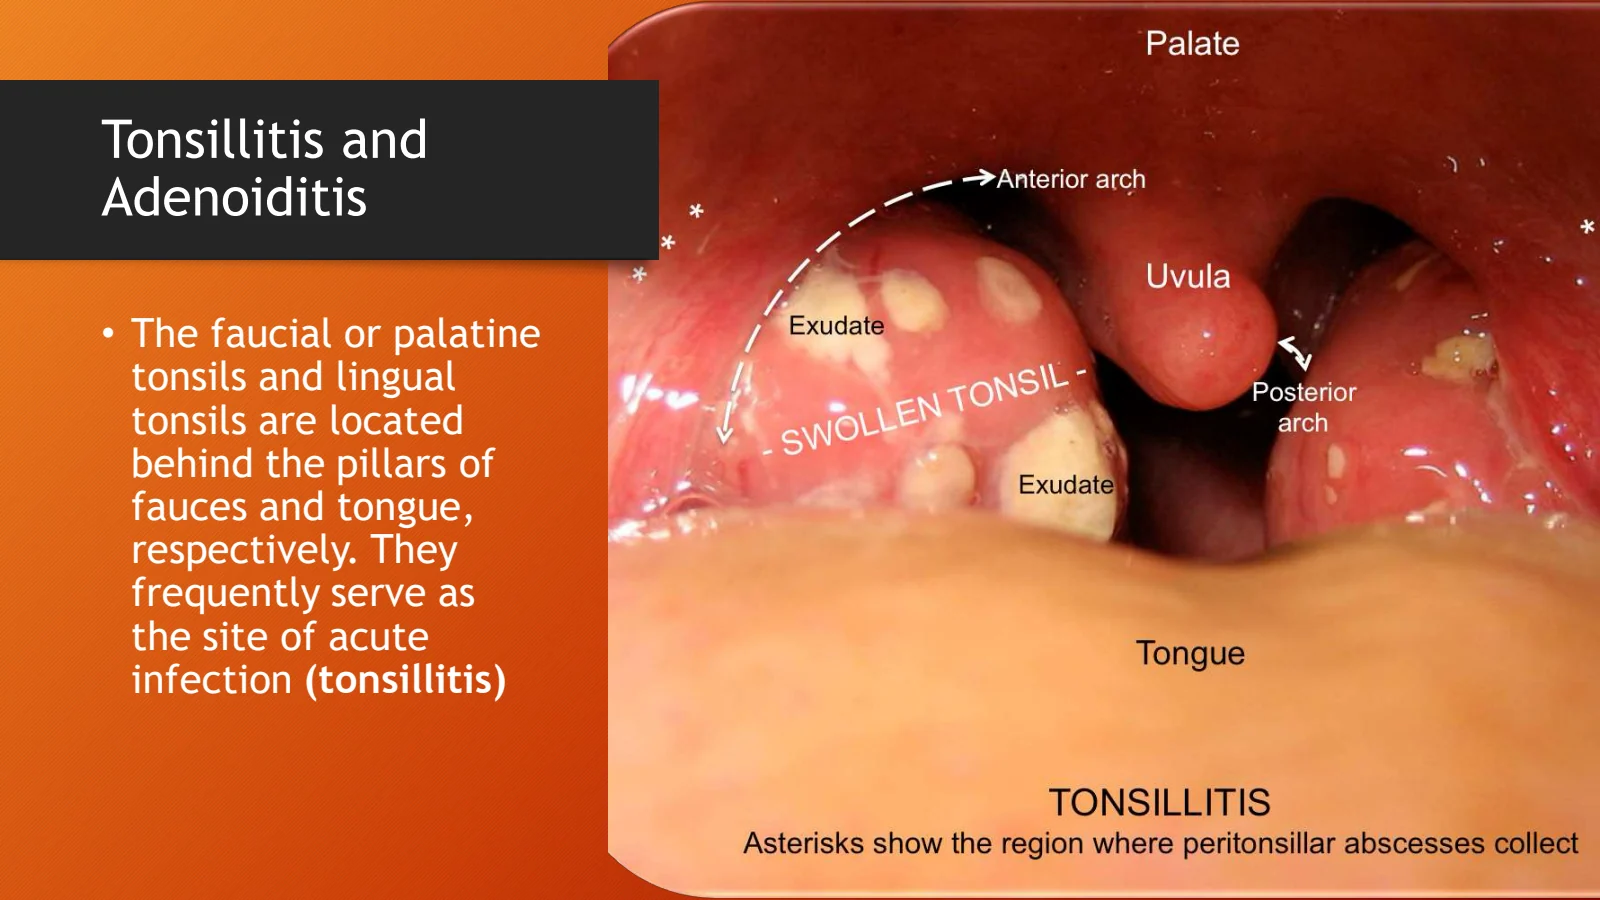 Tonsillitis and
Adenoiditis
• The faucial or palatine
tonsils and lingual
tonsils are located
behind the pillars of
fauces and tongue,
respectively. They
frequently serve as
the site of acute
infection (tonsillitis)
Palate
Anterior arch
*
*
*
*
Uvula
Exudate
- SWOLLEN TONSIL -
Posterior
arch
Exudate
Tongue
TONSILLITIS
Asterisks show the region where peritonsillar abscesses collect